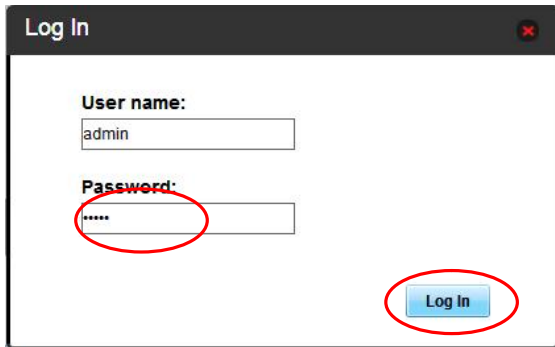 Log In
User name:
admin
Password:
•••••
Log In